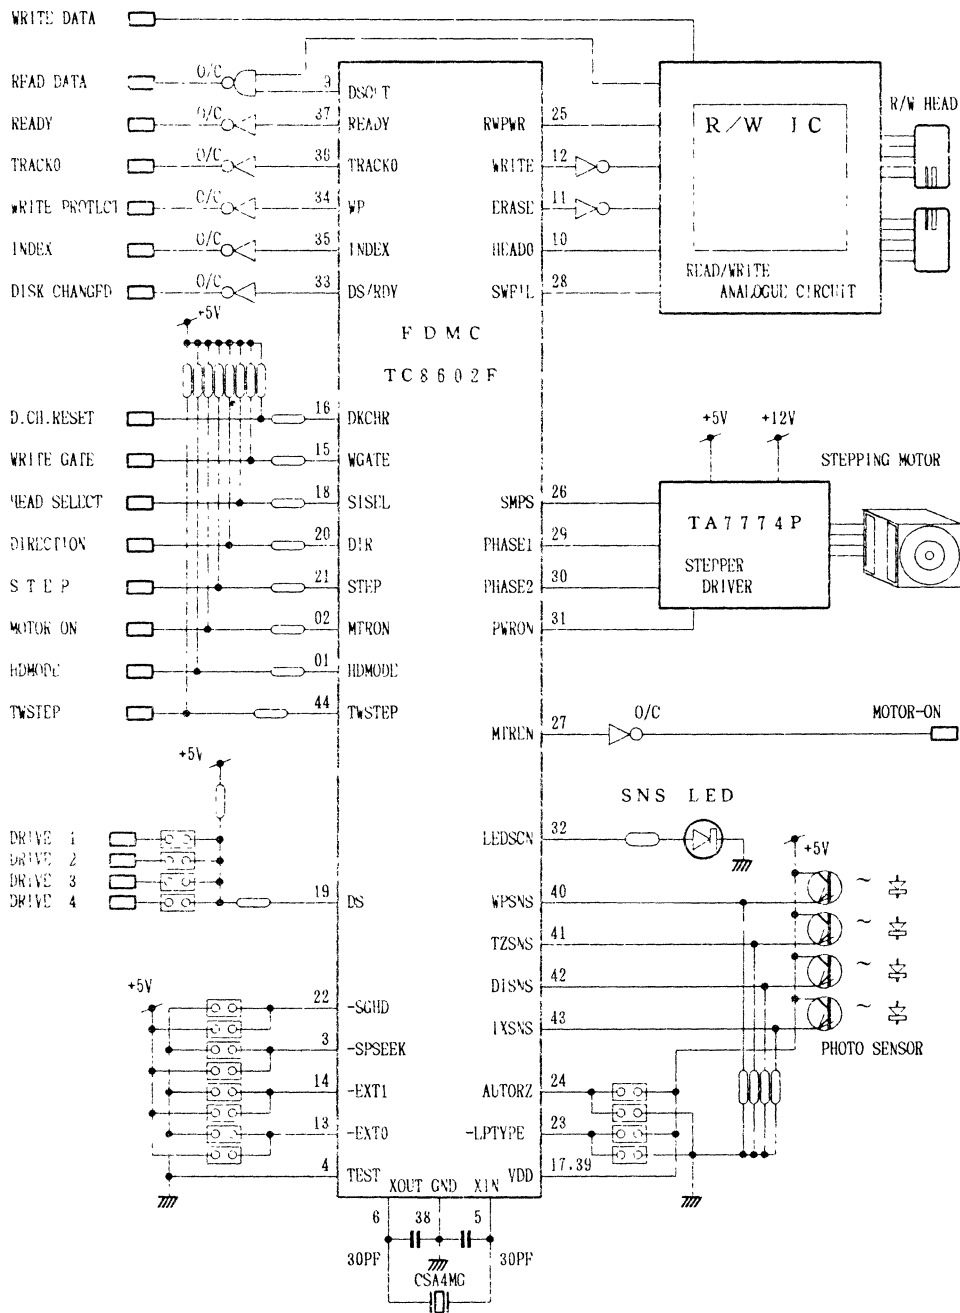 WRITE DATA
READ DATA
O/C
9
DSOUT
READY
O/C
37
READY
TRACK0
O/C
36
TRACK0
WRITE PROTECT
O/C
34
WP
INDEX
O/C
35
INDEX
DISK CHANGED
O/C
33
DS/RDY
RWPWR
25
WRITE
12
ERASE
11
HEAD0
10
SWFIL
28
R/W IC
READ/WRITE
ANALOGUE CIRCUIT
R/W HEAD
FDMC
TC8602F
+5V
D.CH.RESET
16
DKCHR
WRITE GATE
15
WGATE
HEAD SELECT
18
SISEL
DIRECTION
20
DIR
STEP
21
STEP
MOTOR ON
02
MTRON
HDMODE
01
HDMODE
TWSTEP
44
TWSTEP
+5V
+12V
STEPPING MOTOR
SMPS
26
PHASE1
29
PHASE2
30
PWRON
31
TA7774P
STEPPER
DRIVER
MTREN
27
O/C
MOTOR-ON
+5V
DRIVE 1
DRIVE 2
DRIVE 3
DRIVE 4
19
DS
SNS LED
LEDSCN
32
+5V
WPSNS
40
~
TZSNS
41
~
DISNS
42
~
IXSNS
43
~
PHOTO SENSOR
+5V
22
-SGHD
3
-SPSEEK
14
-EXT1
13
-EXT0
4
TEST
AUTORZ
24
-LPTYPE
23
VDD
17.39
XOUT GND XIN
6 38 5
30PF
30PF
CSA4MG